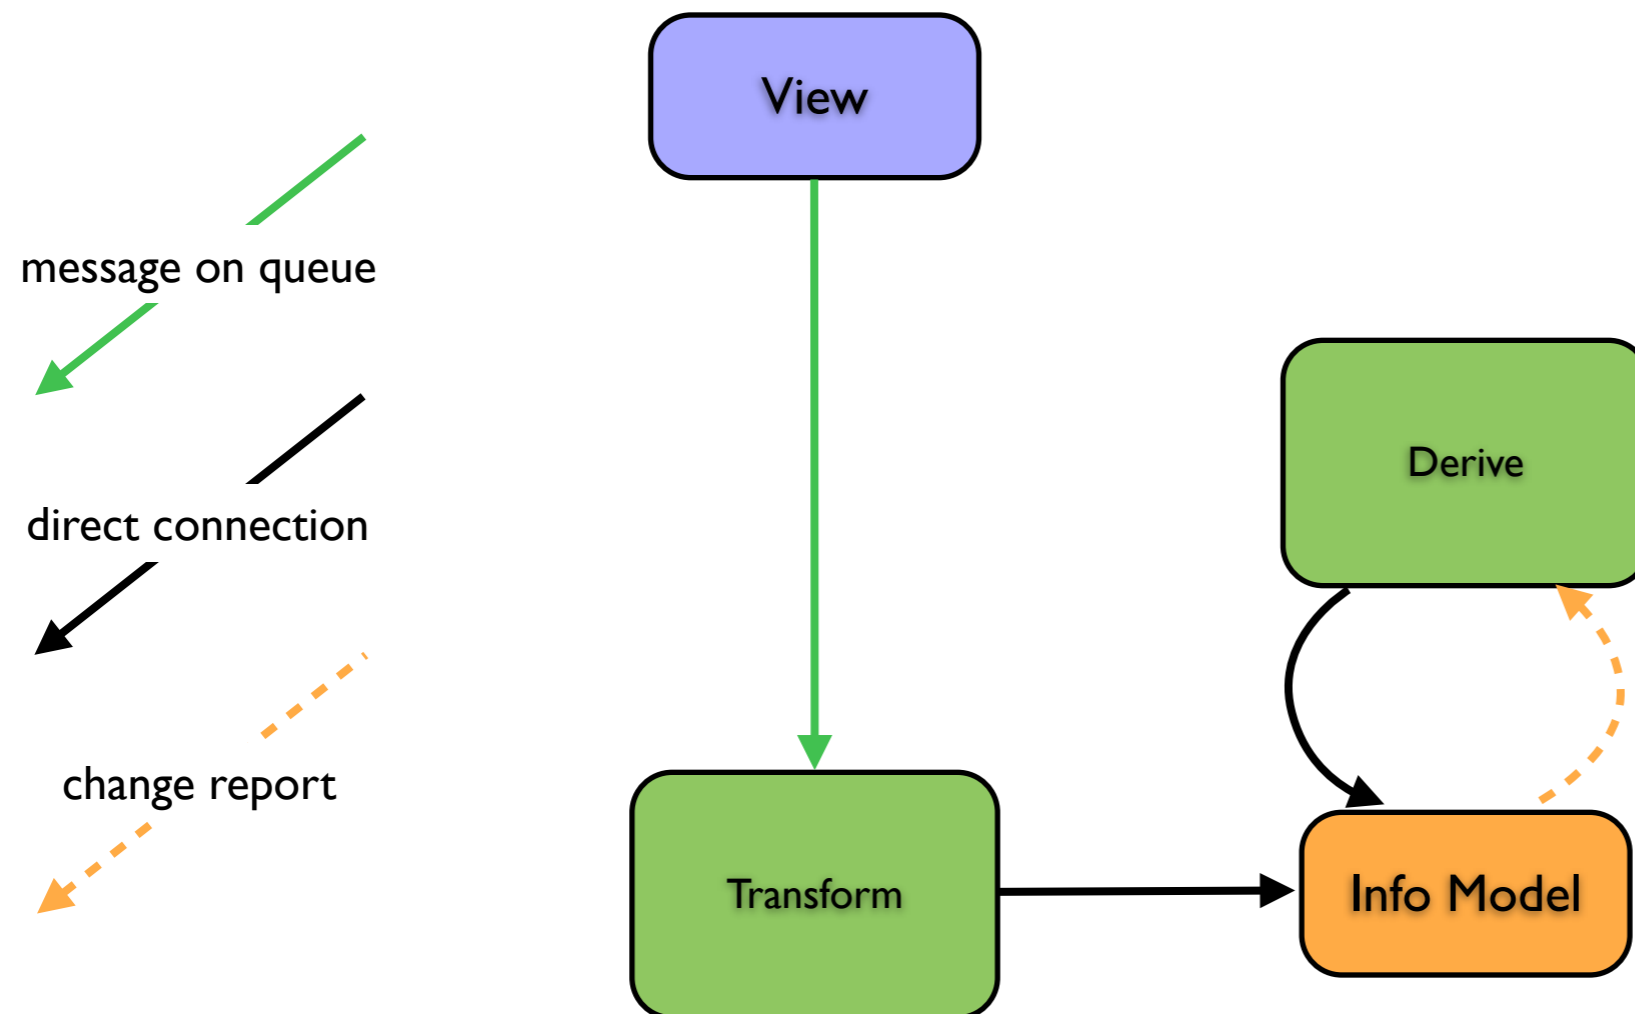 View
message on queue
Derive
direct connection
change report
Transform
Info Model